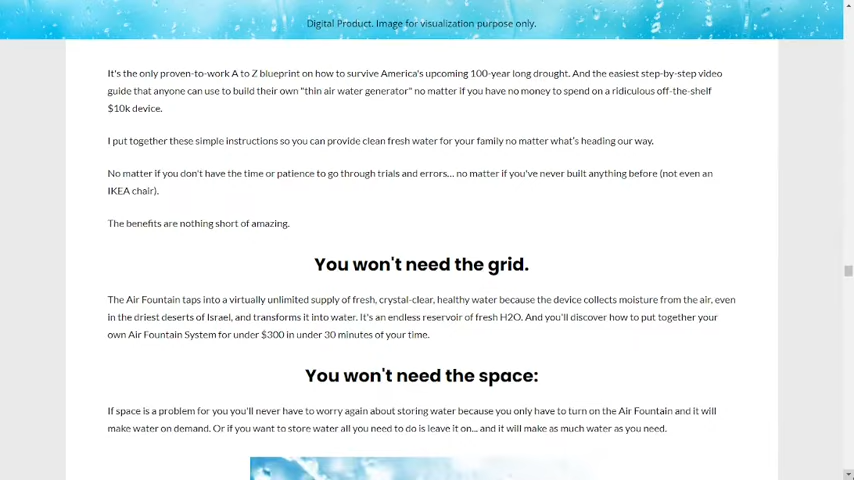 Digital Product. Image for visualization purpose only.
It's the only proven-to-work A to Z blueprint on how to survive America's upcoming 100-year long drought. And the easiest step-by-step video
guide that anyone can use to build their own "thin air water generator" no matter if you have no money to spend on a ridiculous off-the-shelf
$10k device.
I put together these simple instructions so you can provide clean fresh water for your family no matter what's heading our way.
No matter if you don't have the time or patience to go through trials and errors... no matter if you've never built anything before (not even an
IKEA chair).
The benefits are nothing short of amazing.
You won't need the grid.
The Air Fountain taps into a virtually unlimited supply of fresh, crystal-clear, healthy water because the device collects moisture from the air, even
in the driest deserts of Israel, and transforms it into water. It's an endless reservoir of fresh H2O. And you'll discover how to put together your
own Air Fountain System for under $300 in under 30 minutes of your time.
You won't need the space:
If space is a problem for you you'll never have to worry again about storing water because you only have to turn on the Air Fountain and it will
make water on demand. Or if you want to store water all you need to do is leave it on... and it will make as much water as you need.